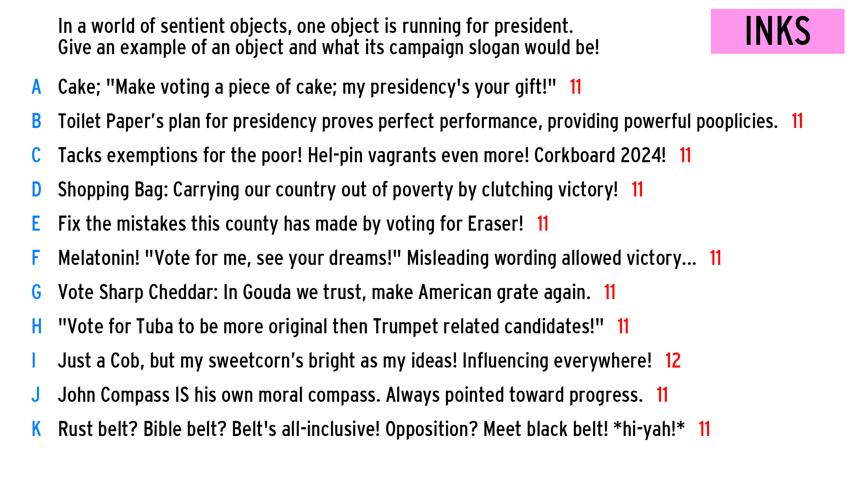 In a world of sentient objects, one object is running for president.
Give an example of an object and what its campaign slogan would be!
INKS
A Cake; "Make voting a piece of cake; my presidency's your gift!" 11
B Toilet Paper's plan for presidency proves perfect performance, providing powerful pooplicies. 11
C Tacks exemptions for the poor! Hel-pin vagrants even more! Corkboard 2024! 11
D Shopping Bag: Carrying our country out of poverty by clutching victory! 11
E Fix the mistakes this county has made by voting for Eraser! 11
F Melatonin! "Vote for me, see your dreams!" Misleading wording allowed victory... 11
G Vote Sharp Cheddar: In Gouda we trust, make American grate again. 11
H "Vote for Tuba to be more original then Trumpet related candidates!" 11
I Just a Cob, but my sweetcorn's bright as my ideas! Influencing everywhere! 12
J John Compass IS his own moral compass. Always pointed toward progress. 11
K Rust belt? Bible belt? Belt's all-inclusive! Opposition? Meet black belt! *hi-yah!* 11